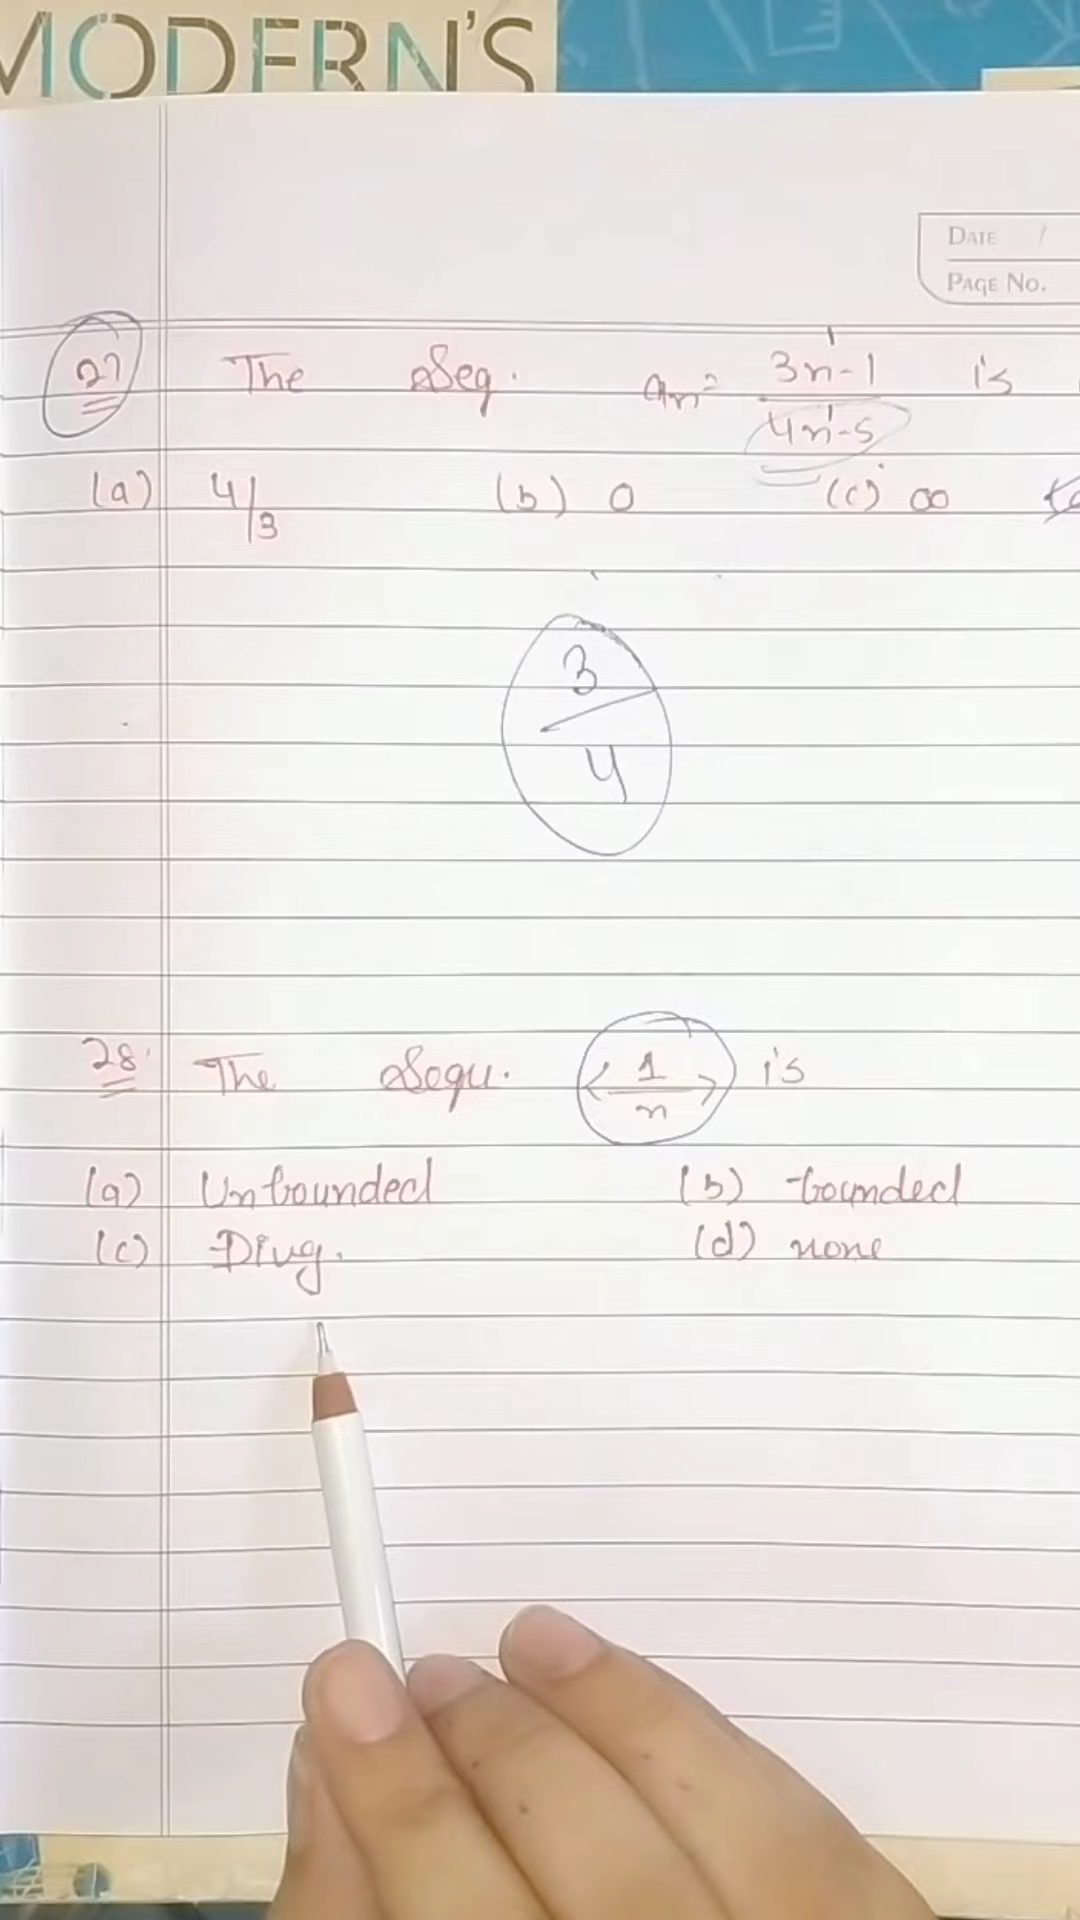 MODERN'S
DATE /
PAGE No.
27 The Seq. an = 3n-1 / 4n-5 is
(a) 4/3 (b) 0 (c) ∞
3/4
28. The Sequ. <1/n> is
(a) Unbounded (b) bounded
(c) Divg. (d) none